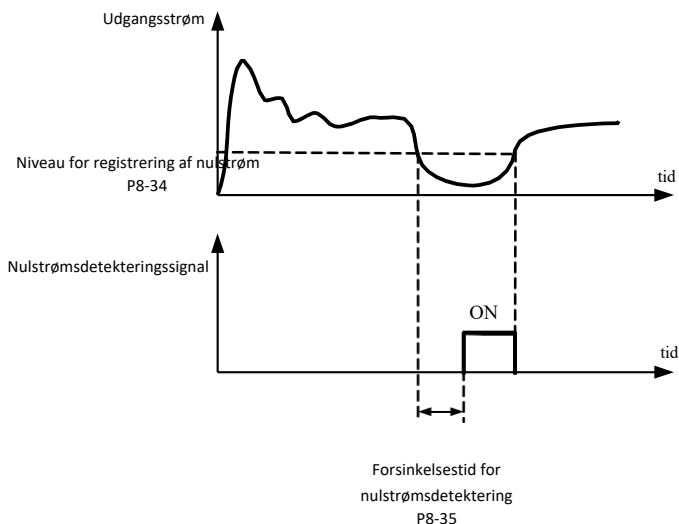 Udgangsstrøm
Niveau for registrering af nulstrøm
P8-34
tid
Nulstrømsdetekteringssignal
ON
tid
Forsinkelsestid for
nulstrømsdetektering
P8-35